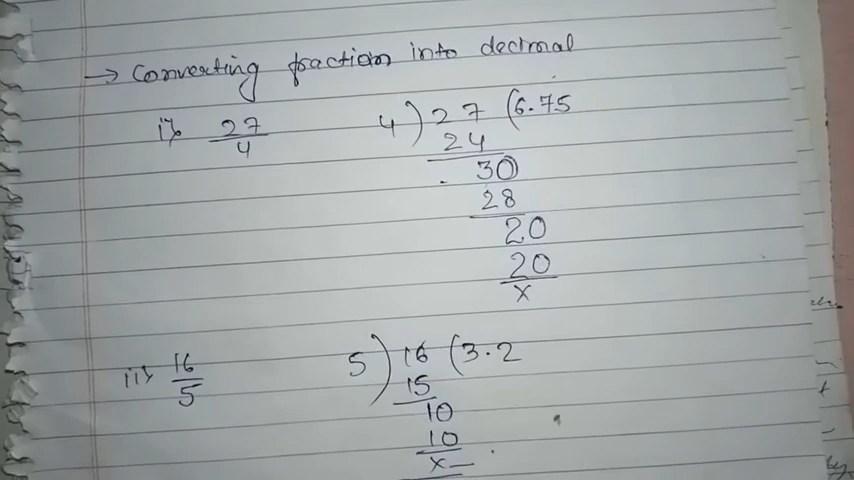 → Converting fraction into decimal
i) 27/4 4) 27 (6.75
24
30
28
20
20
x
ii) 16/5 5) 16 (3.2
15
10
10
x